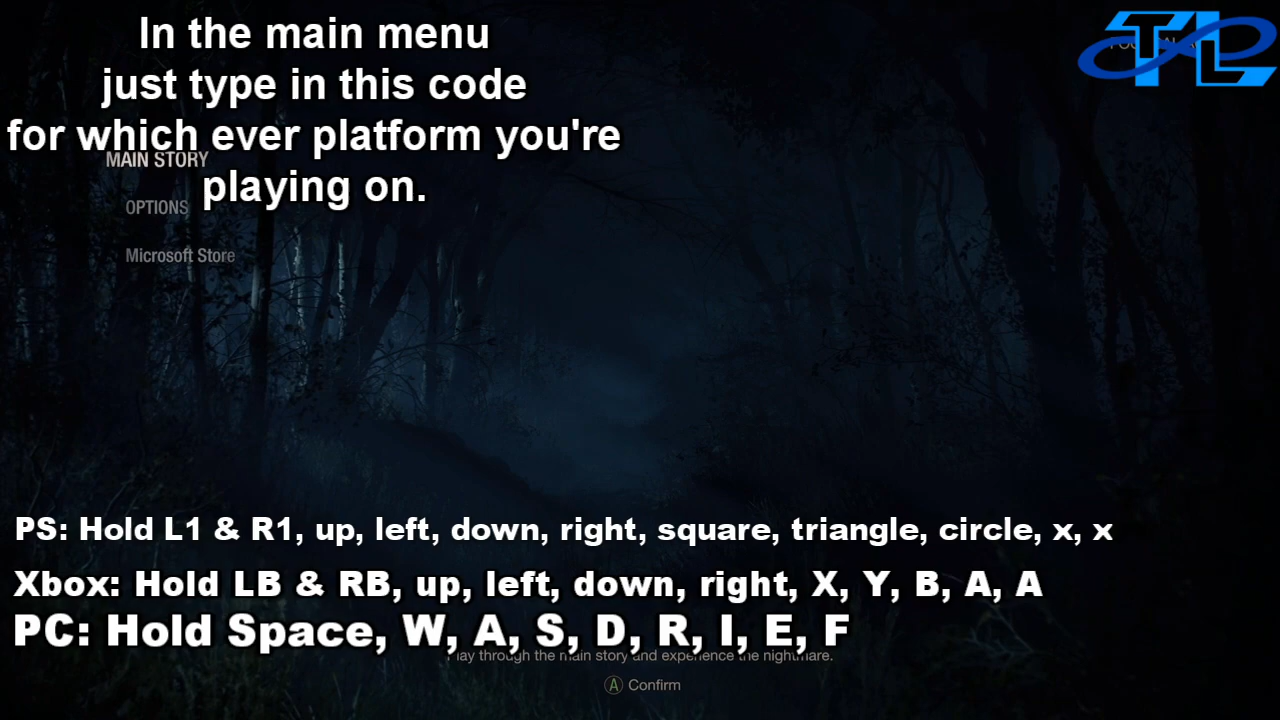 In the main menu
just type in this code
for which ever platform you're
playing on.
TL
MAIN STORY
OPTIONS
Microsoft Store
PS: Hold L1 & R1, up, left, down, right, square, triangle, circle, x, x
Xbox: Hold LB & RB, up, left, down, right, X, Y, B, A, A
PC: Hold Space, W, A, S, D, R, I, E, F
Play through the main story and experience the nightmare.
A Confirm